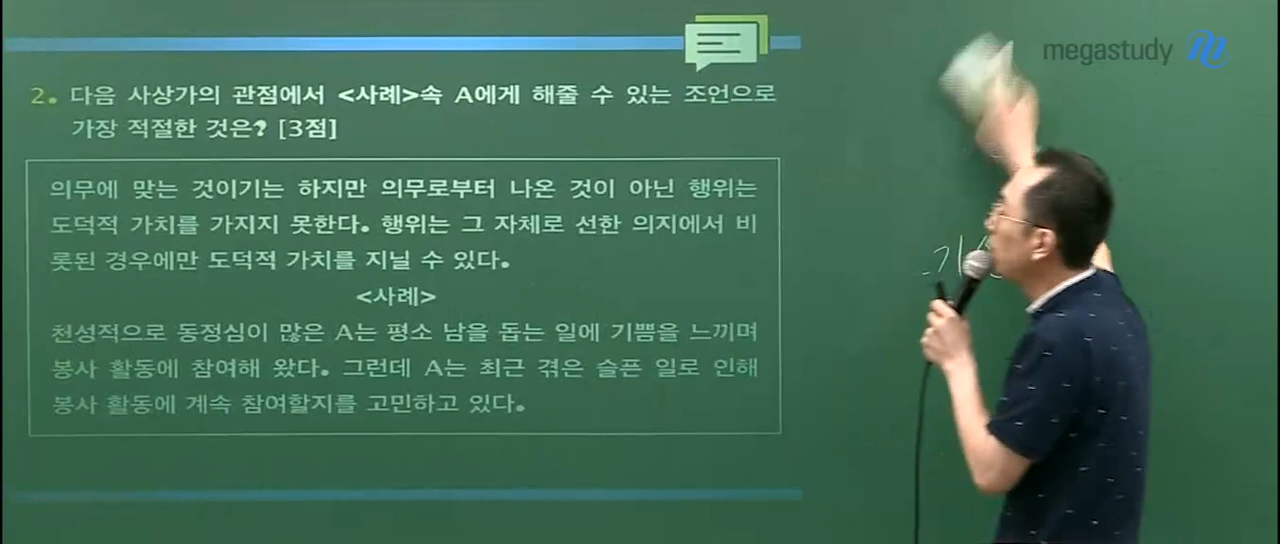 megastudy
2. 다음 사상가의 관점에서 <사례>속 A에게 해줄 수 있는 조언으로
가장 적절한 것은? [3점]
의무에 맞는 것이기는 하지만 의무로부터 나온 것이 아닌 행위는
도덕적 가치를 가지지 못한다. 행위는 그 자체로 선한 의지에서 비
롯된 경우에만 도덕적 가치를 지닐 수 있다.
<사례>
천성적으로 동정심이 많은 A는 평소 남을 돕는 일에 기쁨을 느끼며
봉사 활동에 참여해 왔다. 그런데 A는 최근 겪은 슬픈 일로 인해
봉사 활동에 계속 참여할지를 고민하고 있다.